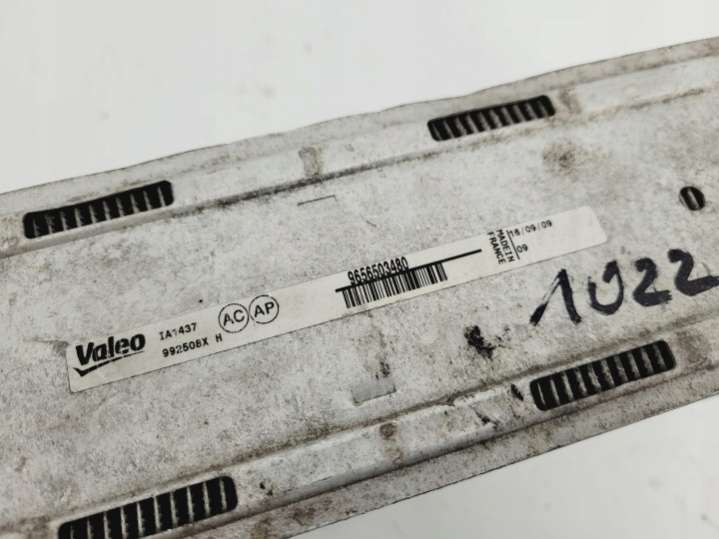 Valeo
IA1437
992508X H
AC AP
9656503480
MADE IN
FRANCE
16/09/09
09
1022